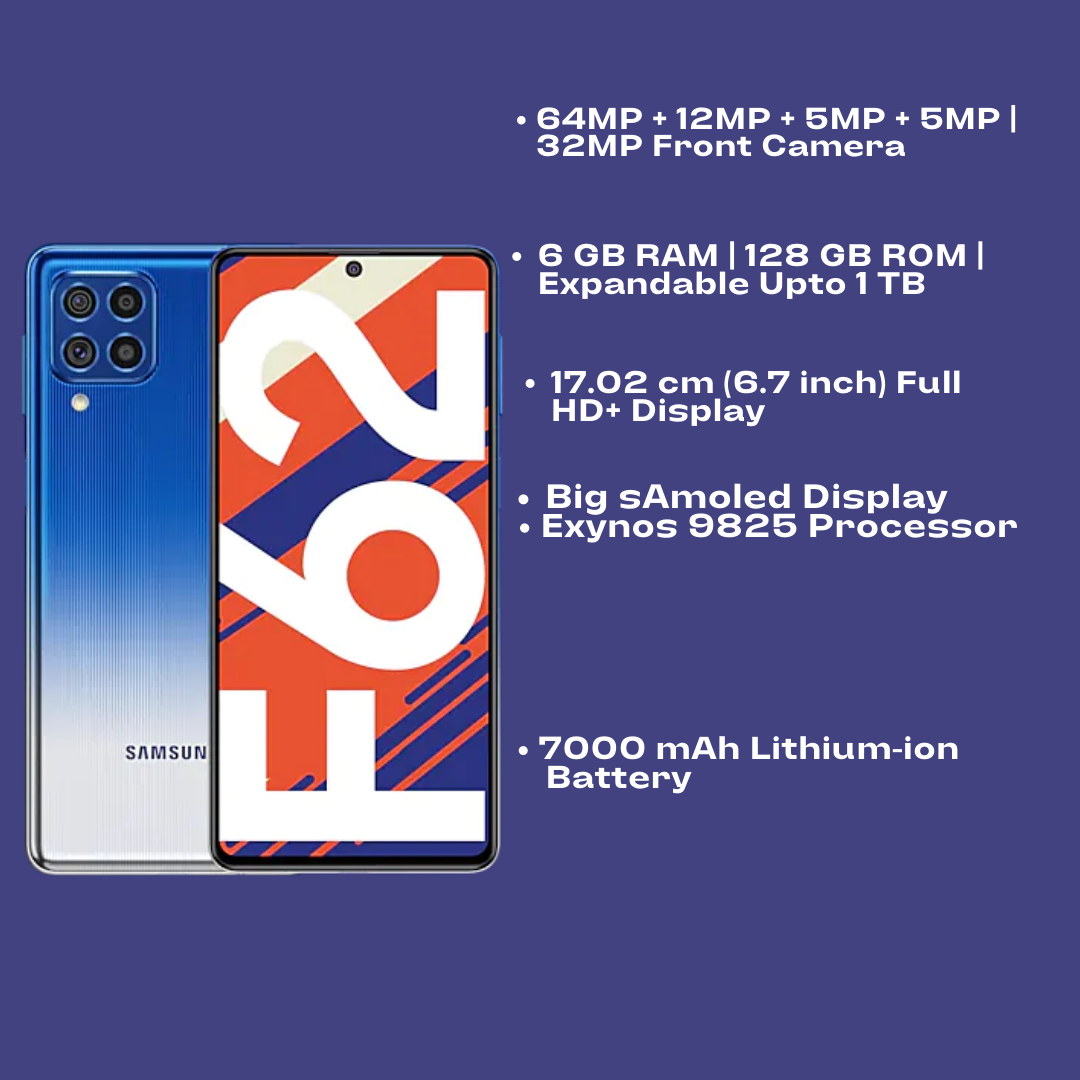 • 64MP + 12MP + 5MP + 5MP |
32MP Front Camera
• 6 GB RAM | 128 GB ROM |
Expandable Upto 1 TB
• 17.02 cm (6.7 inch) Full
HD+ Display
• Big sAmoled Display
• Exynos 9825 Processor
• 7000 mAh Lithium-ion
Battery
SAMSUN
F62